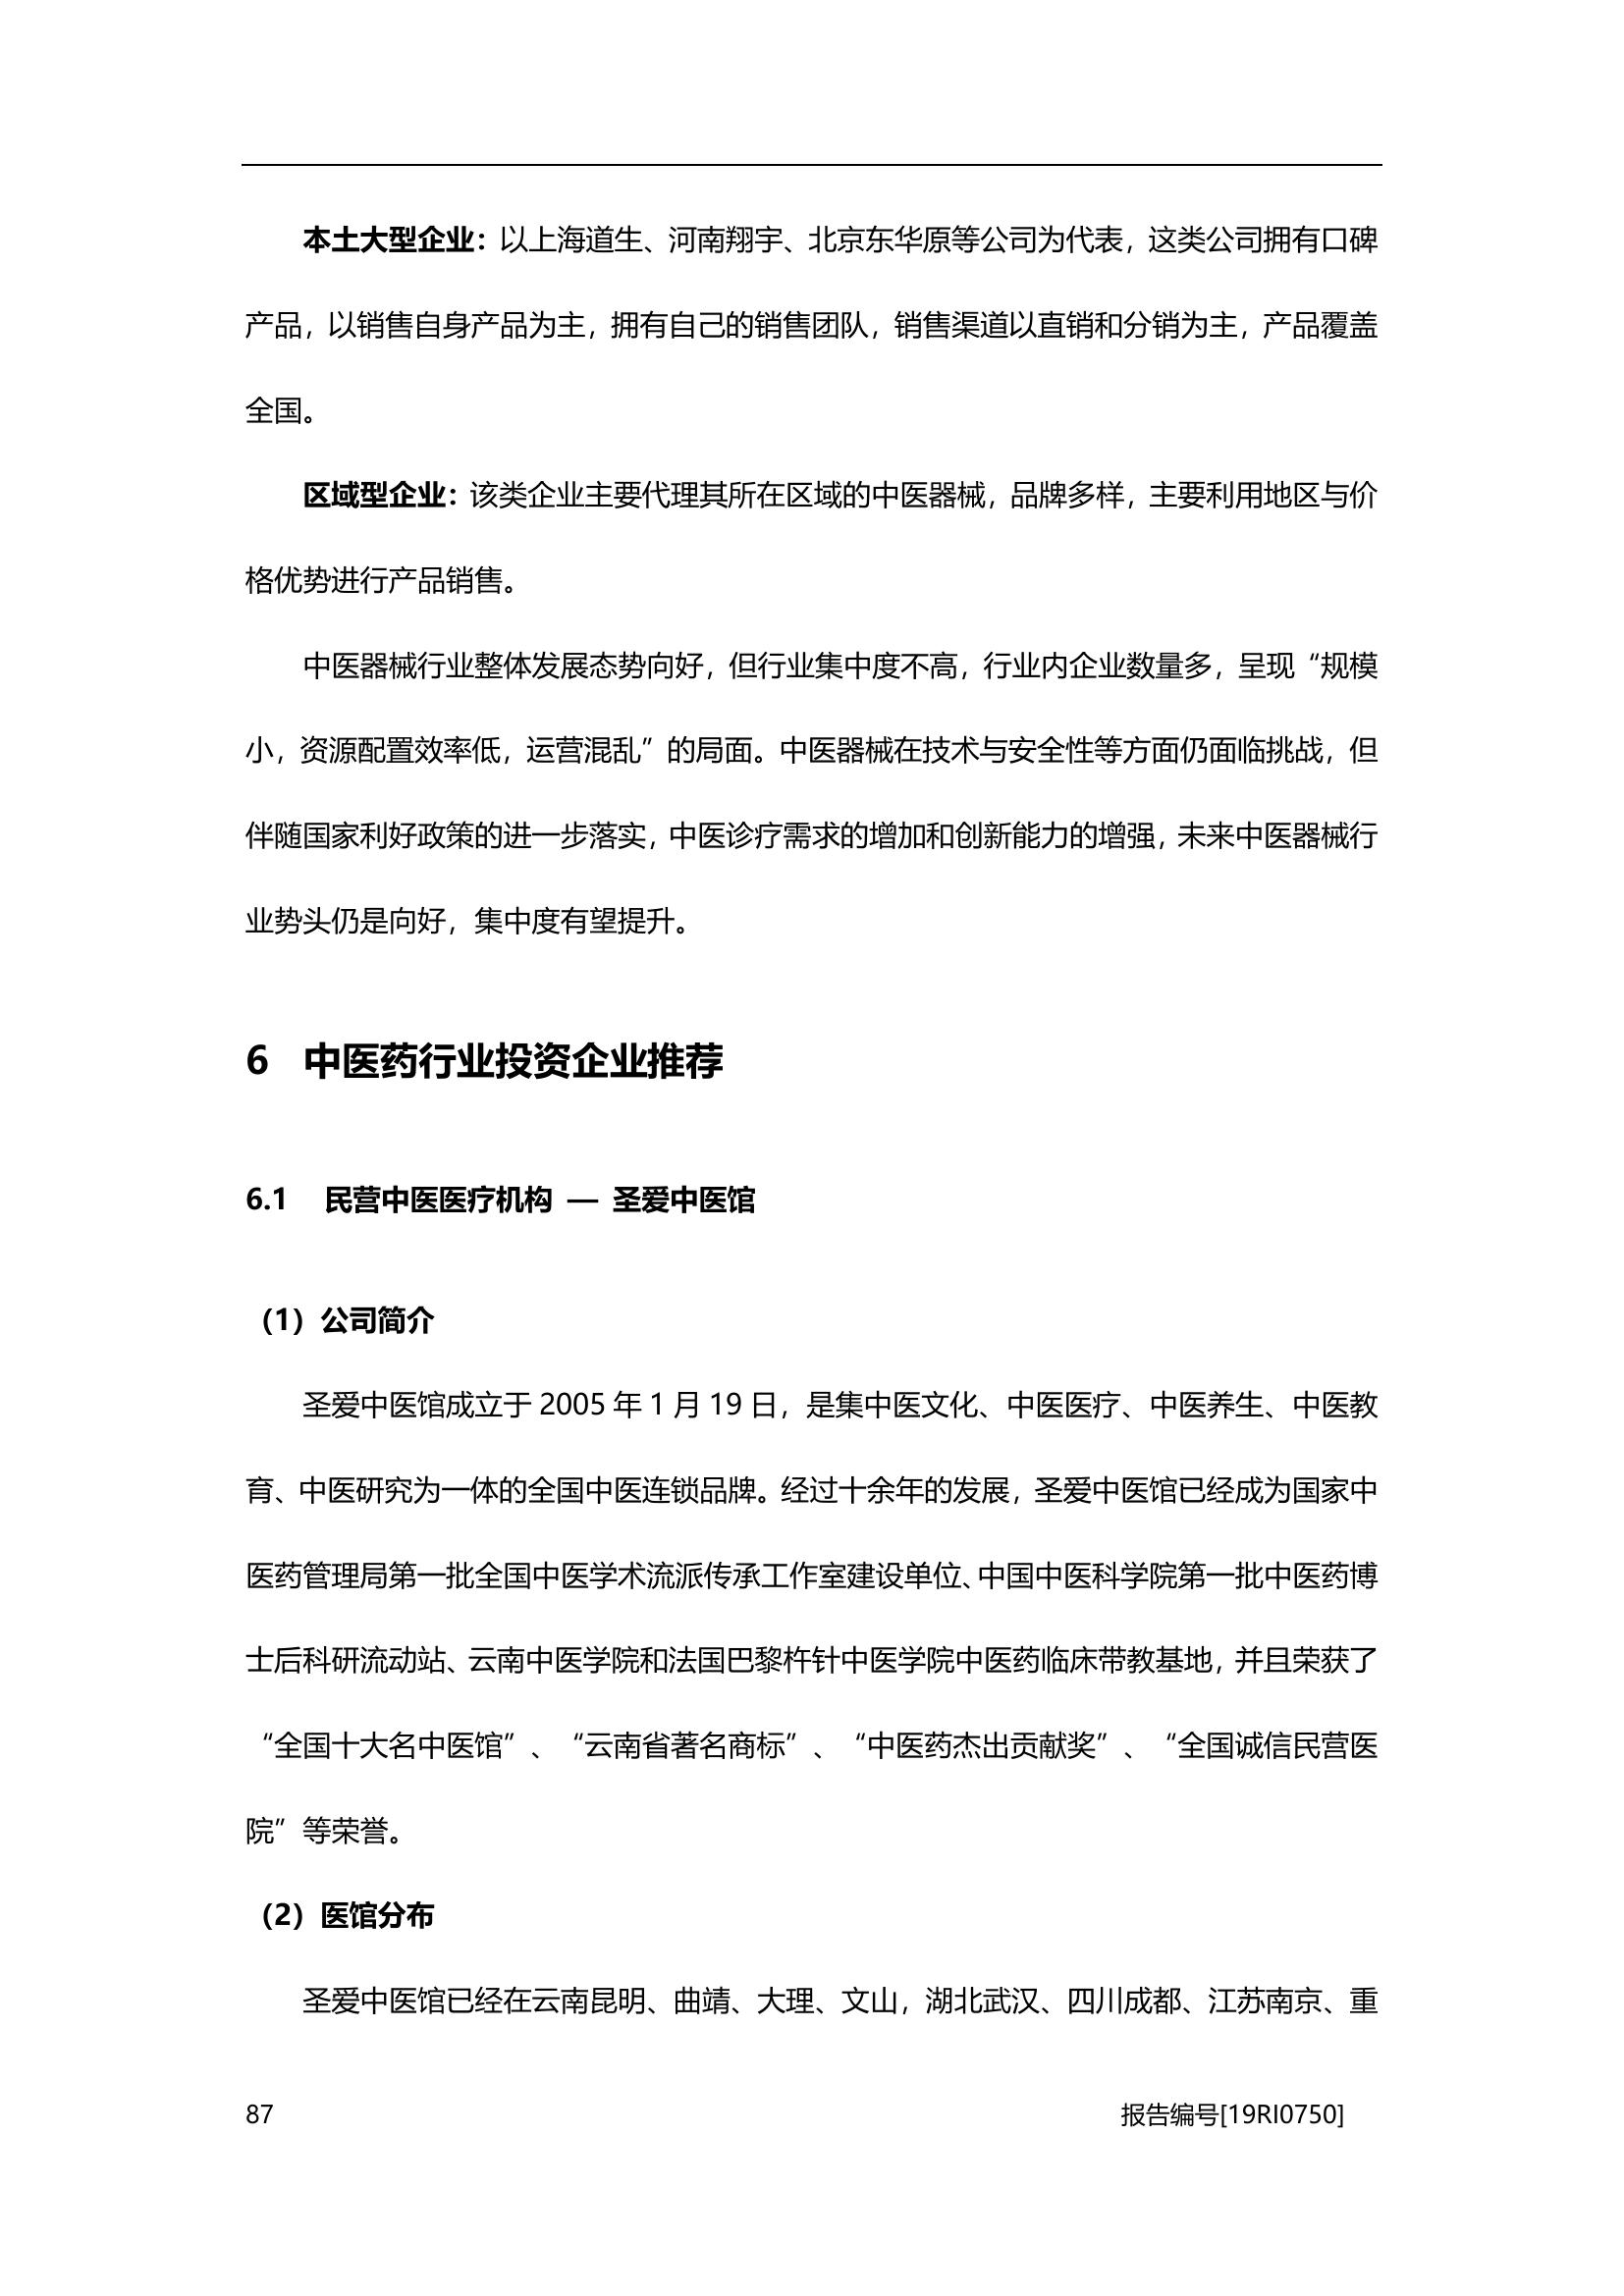 本土大型企业：以上海道生、河南翔宇、北京东华原等公司为代表，这类公司拥有口碑
产品，以销售自身产品为主，拥有自己的销售团队，销售渠道以直销和分销为主，产品覆盖
全国。
区域型企业：该类企业主要代理其所在区域的中医器械，品牌多样，主要利用地区与价
格优势进行产品销售。
中医器械行业整体发展态势向好，但行业集中度不高，行业内企业数量多，呈现“规模
小，资源配置效率低，运营混乱”的局面。中医器械在技术与安全性等方面仍面临挑战，但
伴随国家利好政策的进一步落实，中医诊疗需求的增加和创新能力的增强，未来中医器械行
业势头仍是向好，集中度有望提升。
6 中医药行业投资企业推荐
6.1 民营中医医疗机构 — 圣爱中医馆
（1）公司简介
圣爱中医馆成立于 2005 年 1 月 19 日，是集中医文化、中医医疗、中医养生、中医教
育、中医研究为一体的全国中医连锁品牌。经过十余年的发展，圣爱中医馆已经成为国家中
医药管理局第一批全国中医学术流派传承工作室建设单位、中国中医科学院第一批中医药博
士后科研流动站、云南中医学院和法国巴黎杵针中医学院中医药临床带教基地，并且荣获了
“全国十大名中医馆”、“云南省著名商标”、“中医药杰出贡献奖”、“全国诚信民营医
院”等荣誉。
（2）医馆分布
圣爱中医馆已经在云南昆明、曲靖、大理、文山，湖北武汉、四川成都、江苏南京、重
87 报告编号[19RI0750]